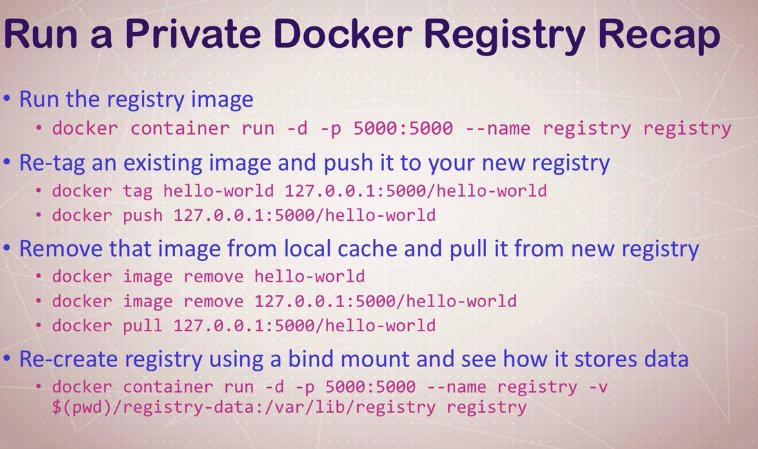 Run a Private Docker Registry Recap
• Run the registry image
• docker container run -d -p 5000:5000 --name registry registry
• Re-tag an existing image and push it to your new registry
• docker tag hello-world 127.0.0.1:5000/hello-world
• docker push 127.0.0.1:5000/hello-world
• Remove that image from local cache and pull it from new registry
• docker image remove hello-world
• docker image remove 127.0.0.1:5000/hello-world
• docker pull 127.0.0.1:5000/hello-world
• Re-create registry using a bind mount and see how it stores data
• docker container run -d -p 5000:5000 --name registry -v
$(pwd)/registry-data:/var/lib/registry registry